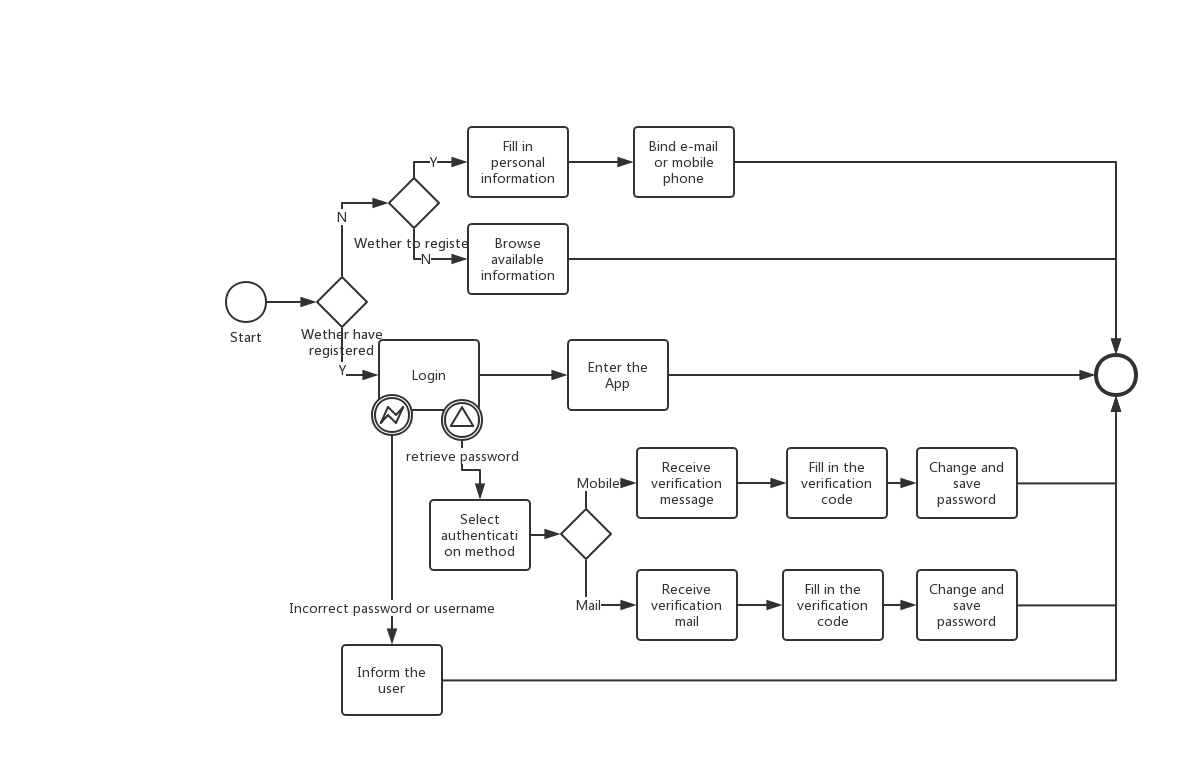 Fill in
personal
information
Bind e-mail
or mobile
phone
Y
N
Wether to registe
N
Browse
available
information
Start
Wether have
registered
Y
Login
Enter the
App
retrieve password
Mobile
Receive
verification
message
Fill in the
verification
code
Change and
save
password
Select
authenticati
on method
Mail
Receive
verification
mail
Fill in the
verification
code
Change and
save
password
Incorrect password or username
Inform the
user